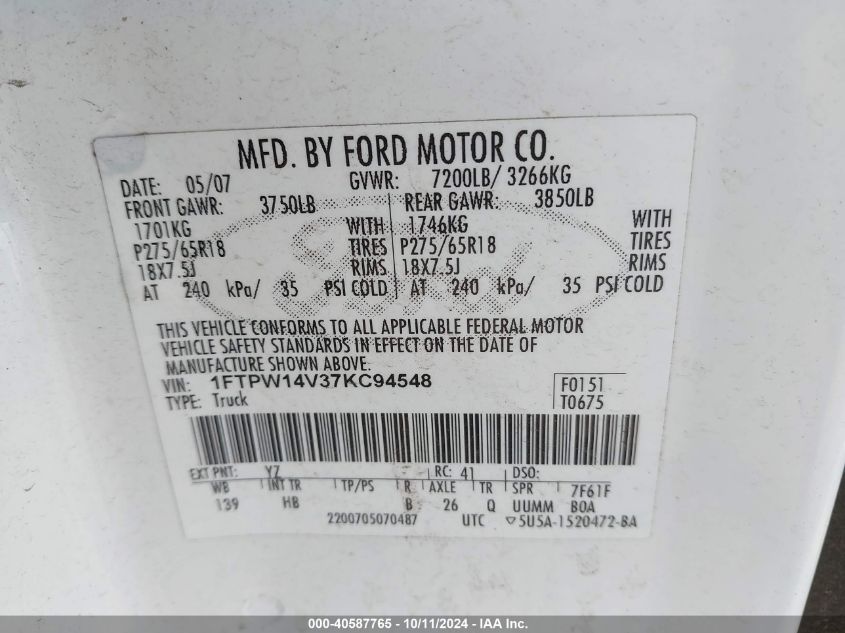 MFD. BY FORD MOTOR CO.
DATE: 05/07 GVWR: 7200LB/ 3266KG
FRONT GAWR: 3750LB REAR GAWR: 3850LB
1701KG WITH 1746KG WITH
P275/65R18 TIRES P275/65R18 TIRES
18X7.5J RIMS 18X7.5J RIMS
AT 240 kPa/ 35 PSI COLD AT 240 kPa/ 35 PSI COLD
Ford
THIS VEHICLE CONFORMS TO ALL APPLICABLE FEDERAL MOTOR
VEHICLE SAFETY STANDARDS IN EFFECT ON THE DATE OF
MANUFACTURE SHOWN ABOVE.
VIN: 1FTPW14V37KC94548 F0151
TYPE: Truck T0675
EXT PNT: YZ RC: 41 DSO:
WB INT TR TP/PS R AXLE TR SPR 7F61F
139 HB B 26 Q UUMM BOA
2200705070487 UTC ▽5U5A-1520472-BA
000-40587765 - 10/11/2024 - IAA Inc.